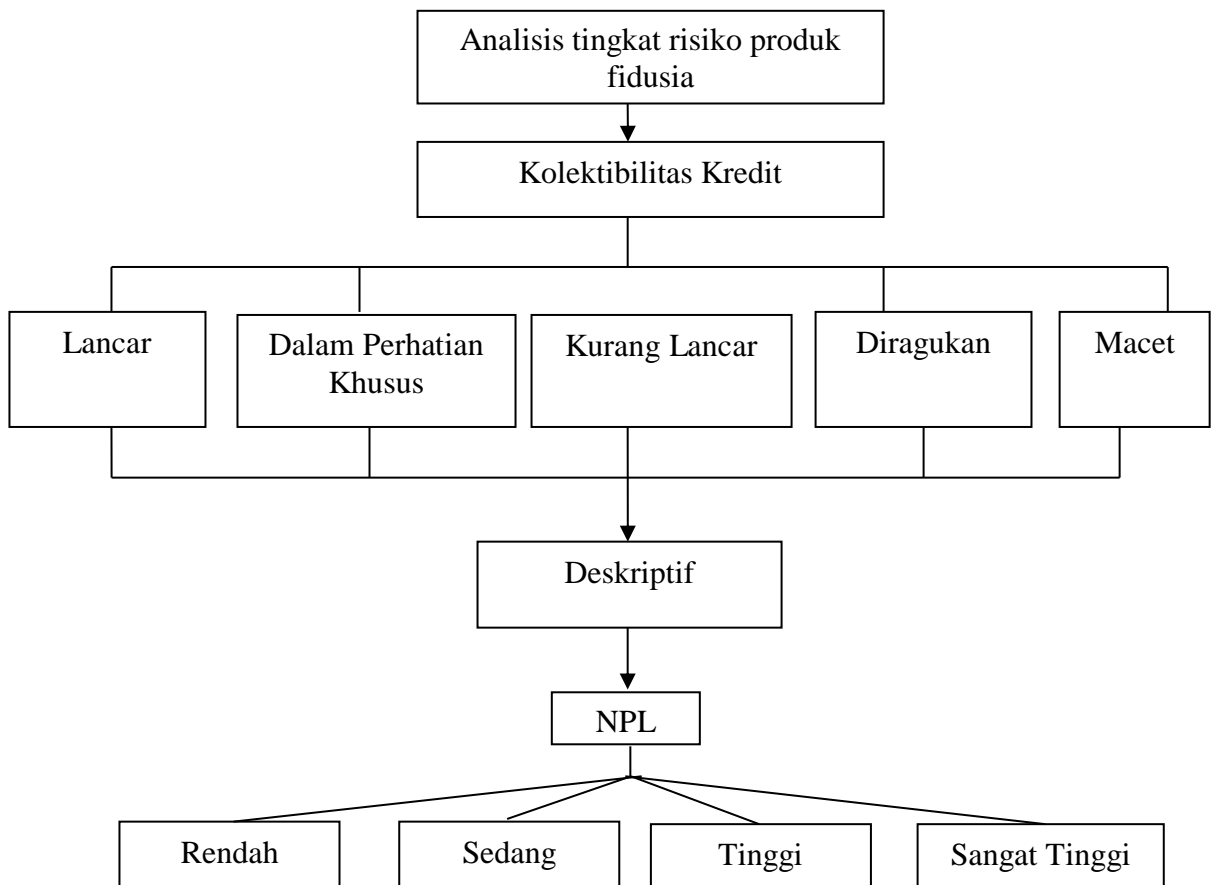 Analisis tingkat risiko produk
fidusia
Kolektibilitas Kredit
Lancar
Dalam Perhatian
Khusus
Kurang Lancar
Diragukan
Macet
Deskriptif
NPL
Rendah
Sedang
Tinggi
Sangat Tinggi